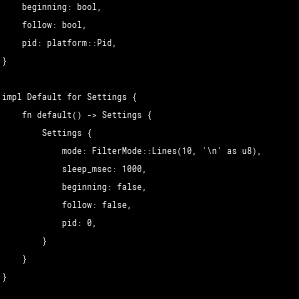 beginning: bool,
follow: bool,
pid: platform::Pid,
}
impl Default for Settings {
fn default() -> Settings {
Settings {
mode: FilterMode::Lines(10, '\n' as u8),
sleep_msec: 1000,
beginning: false,
follow: false,
pid: 0,
}
}
}